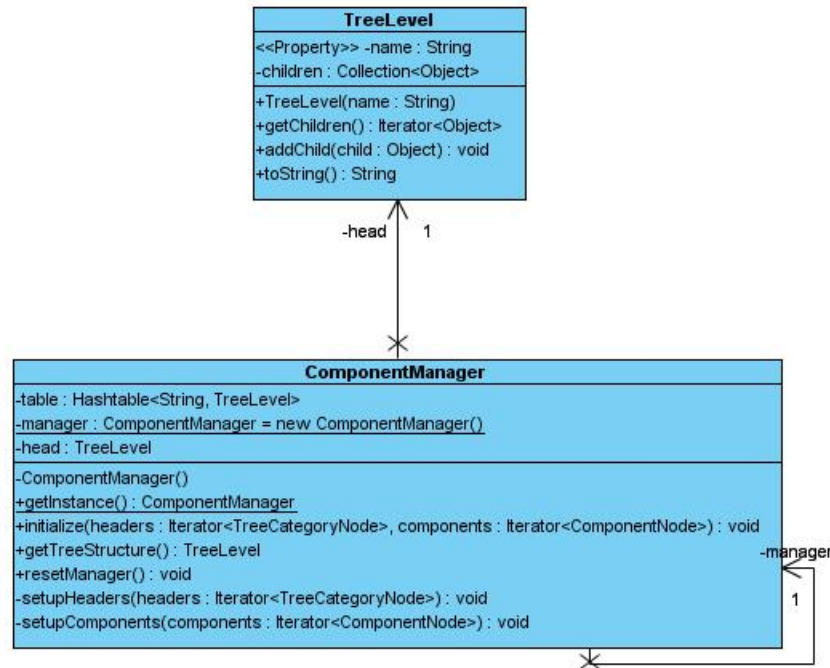 TreeLevel
<<Property>> -name : String
-children : Collection<Object>
+TreeLevel(name : String)
+getChildren() : Iterator<Object>
+addChild(child : Object) : void
+toString() : String
-head 1
ComponentManager
-table : Hashtable<String, TreeLevel>
-manager : ComponentManager = new ComponentManager()
-head : TreeLevel
-ComponentManager()
+getInstance() : ComponentManager
+initialize(headers : Iterator<TreeCategoryNode>, components : Iterator<ComponentNode>) : void
+getTreeStructure() : TreeLevel
+resetManager() : void
-setupHeaders(headers : Iterator<TreeCategoryNode>) : void
-setupComponents(components : Iterator<ComponentNode>) : void
-manager
1